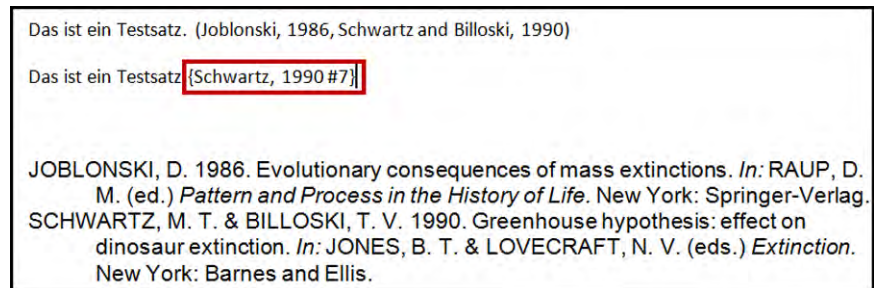 Das ist ein Testsatz. (Joblonski, 1986, Schwartz and Billoski, 1990)
Das ist ein Testsatz {Schwartz, 1990 #7}
JOBLONSKI, D. 1986. Evolutionary consequences of mass extinctions. In: RAUP, D.
M. (ed.) Pattern and Process in the History of Life. New York: Springer-Verlag.
SCHWARTZ, M. T. & BILLOSKI, T. V. 1990. Greenhouse hypothesis: effect on
dinosaur extinction. In: JONES, B. T. & LOVECRAFT, N. V. (eds.) Extinction.
New York: Barnes and Ellis.